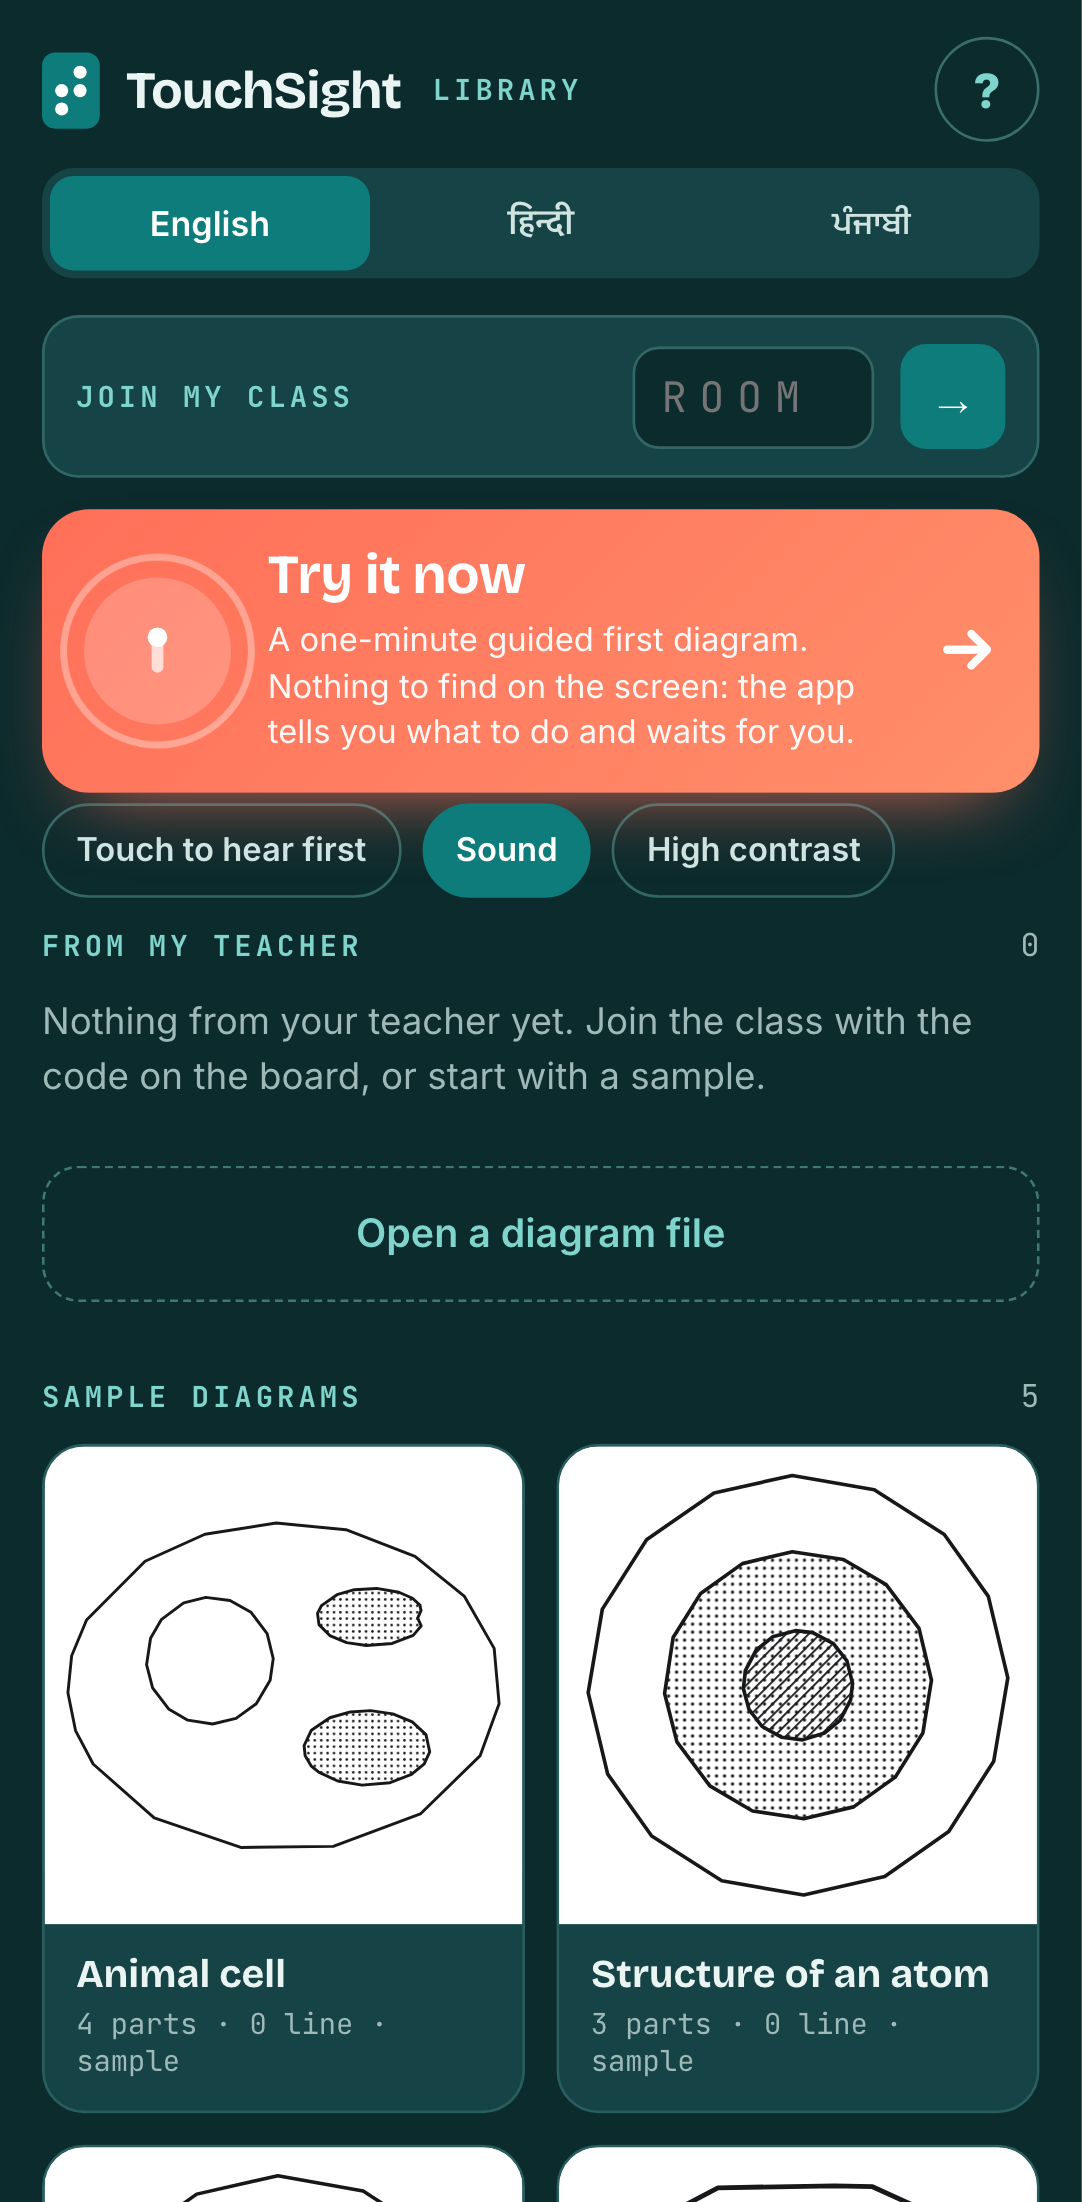 TouchSight LIBRARY ?
English हिन्दी ਪੰਜਾਬੀ
JOIN MY CLASS ROOM →
Try it now
A one-minute guided first diagram.
Nothing to find on the screen: the app
tells you what to do and waits for you.
Touch to hear first Sound High contrast
FROM MY TEACHER 0
Nothing from your teacher yet. Join the class with the
code on the board, or start with a sample.
Open a diagram file
SAMPLE DIAGRAMS 5
Animal cell
4 parts · 0 line ·
sample
Structure of an atom
3 parts · 0 line ·
sample